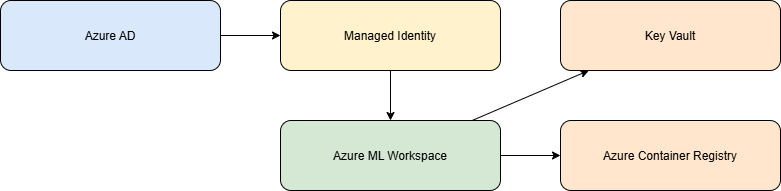 Azure AD
Managed Identity
Key Vault
Azure ML Workspace
Azure Container Registry